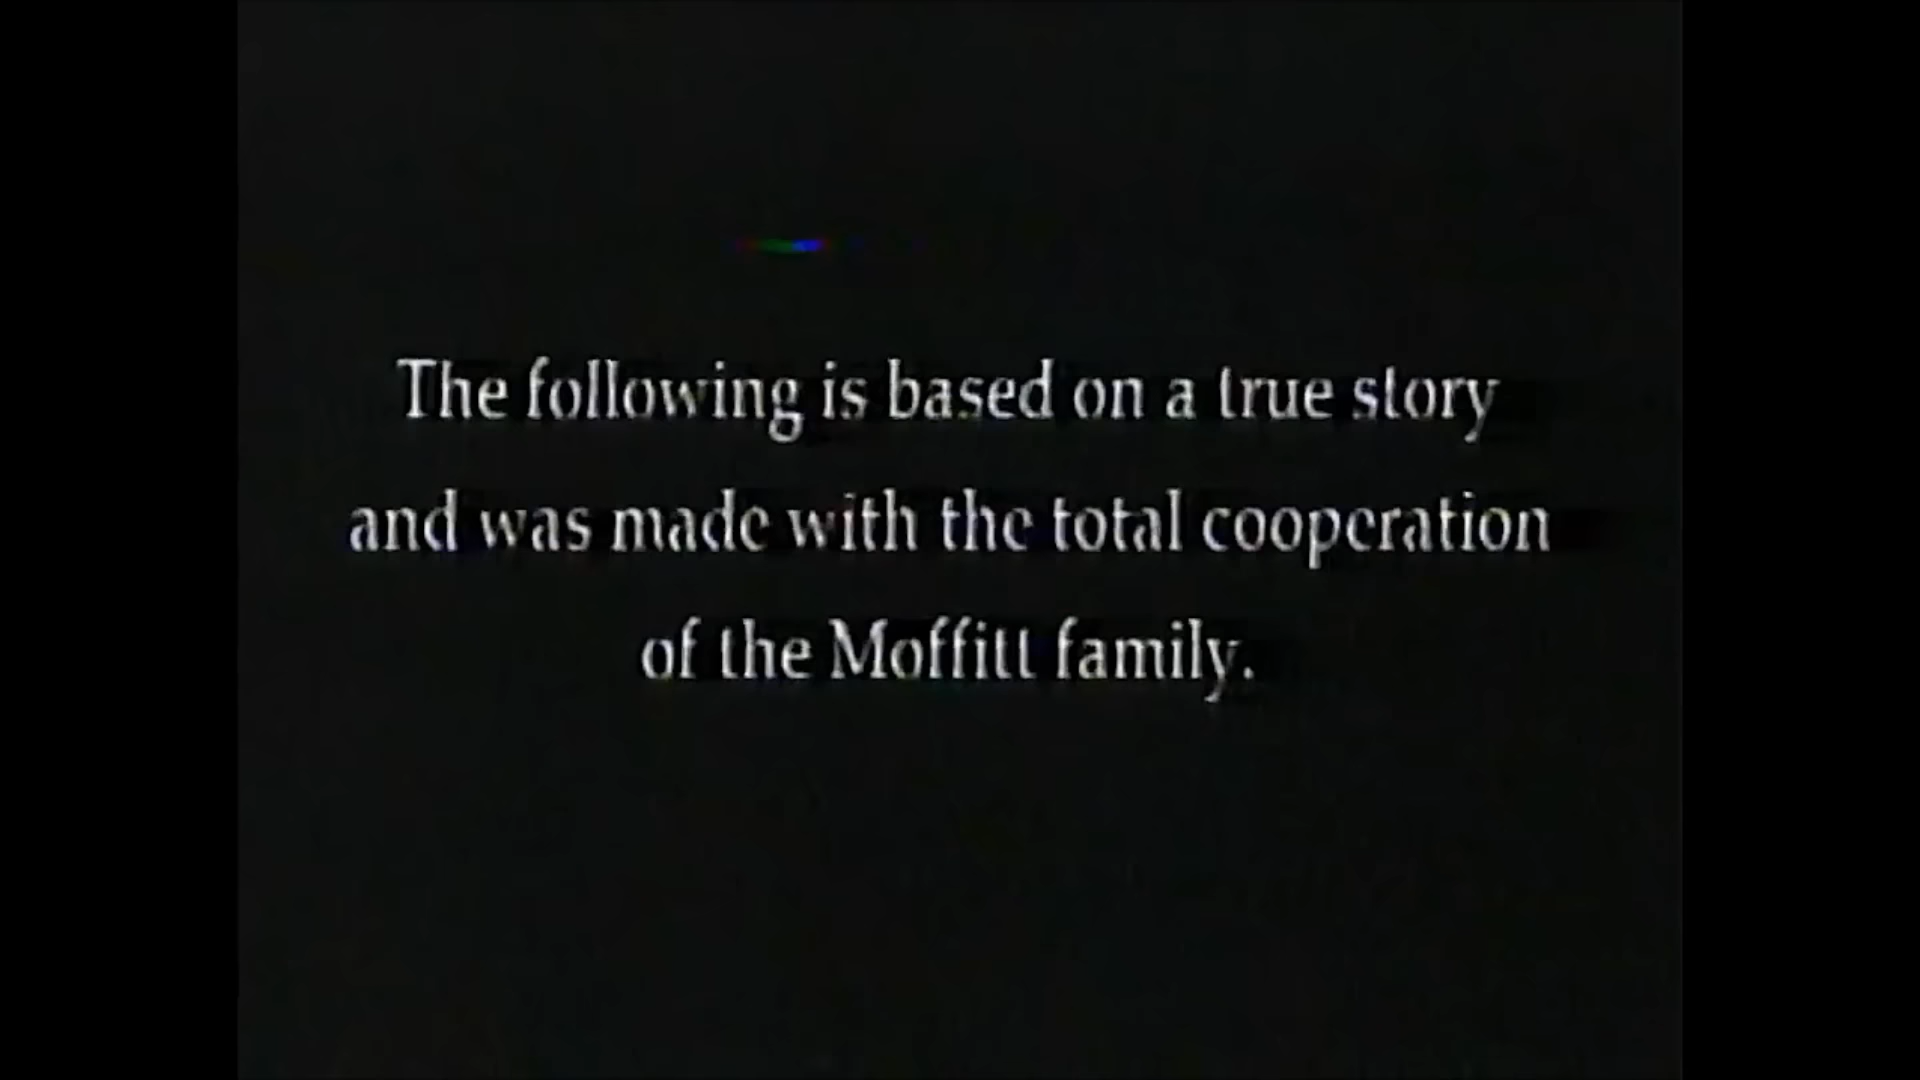 The following is based on a true story
and was made with the total cooperation
of the Moffitt family.